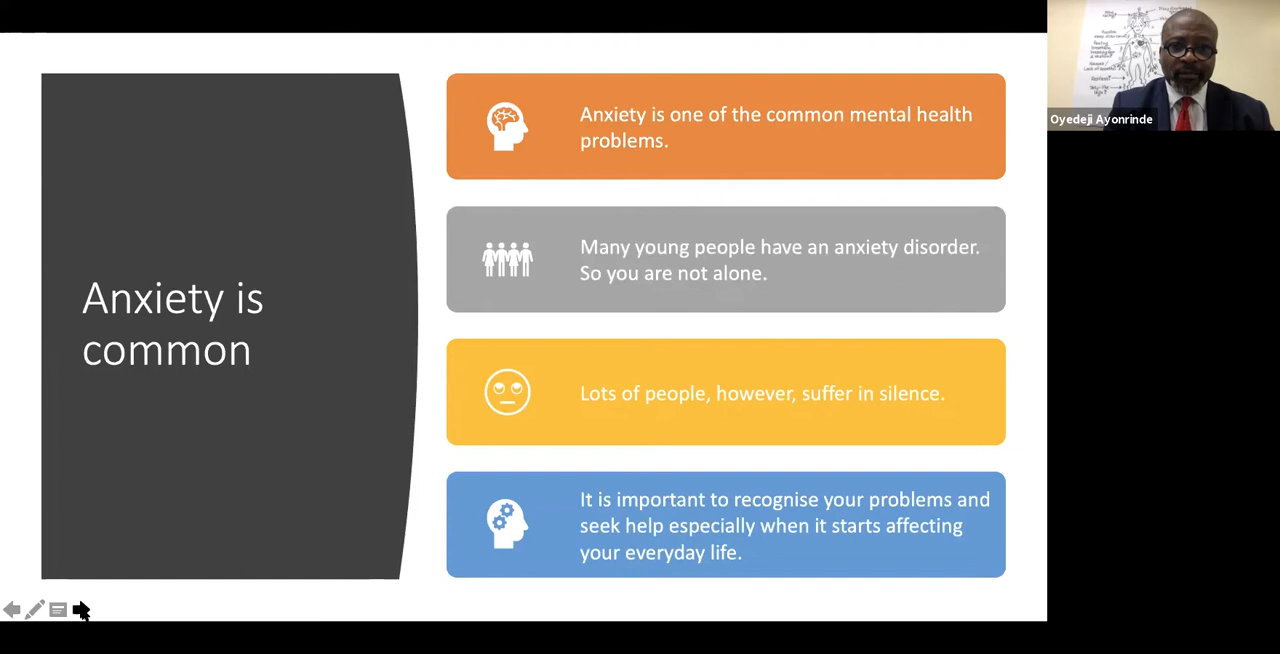 Anxiety is
common
Anxiety is one of the common mental health
problems.
Many young people have an anxiety disorder.
So you are not alone.
Lots of people, however, suffer in silence.
It is important to recognise your problems and
seek help especially when it starts affecting
your everyday life.
Oyedeji Ayonrinde